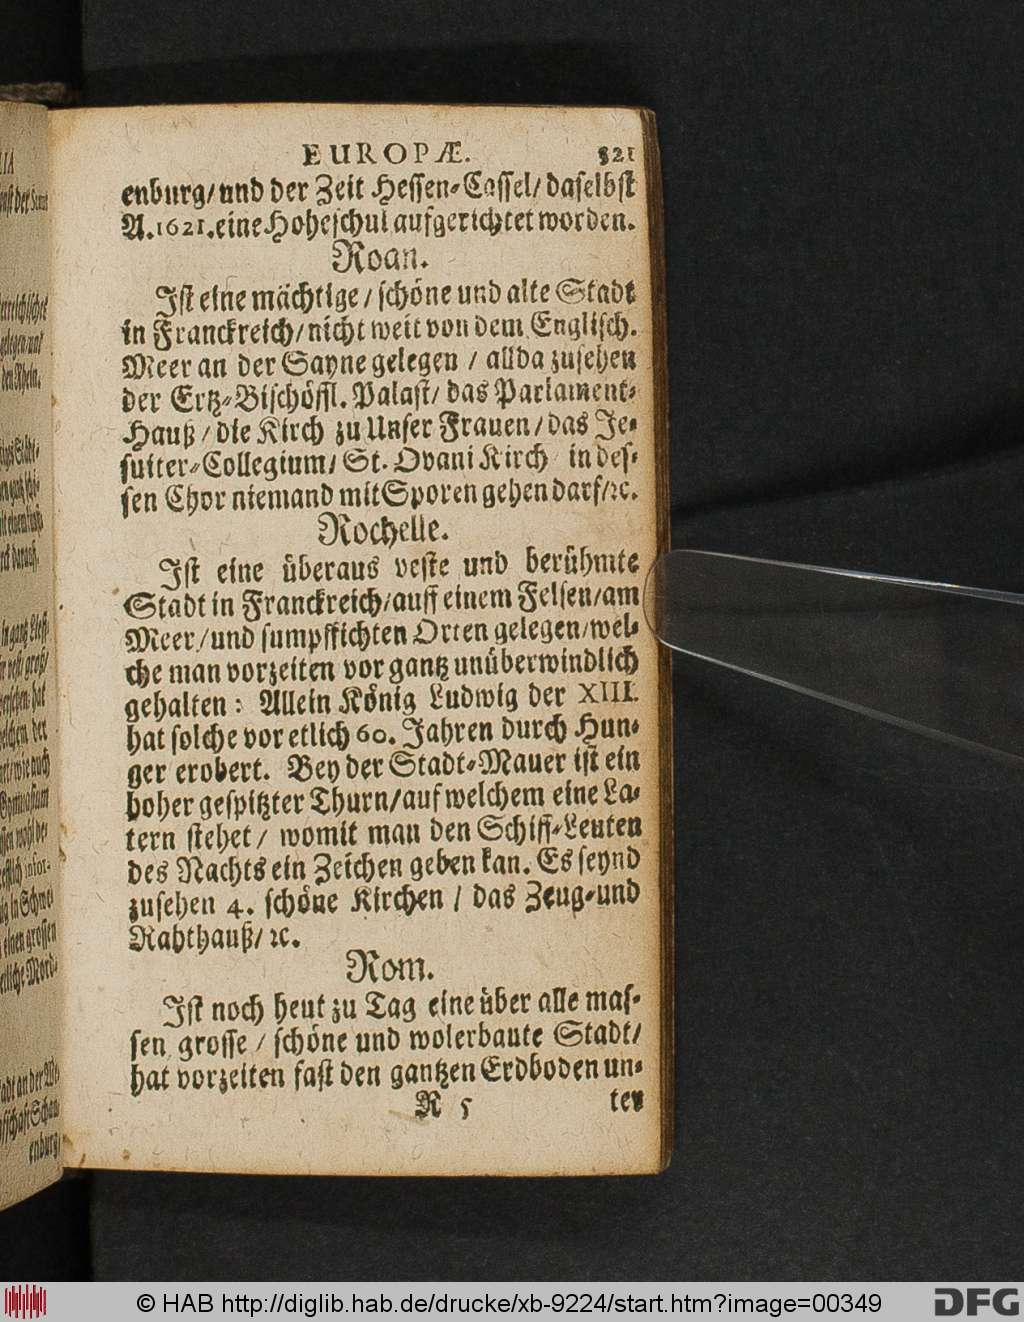 EUROPÆ. 321
enburg/und der Zeit Hessen-Cassel/daselbst
A.1621.eine Hoheschul aufgerichtet worden.
Roan.
Ist eine mächtige/schöne und alte Stadt
in Franckreich/nicht weit von dem Englisch.
Meer an der Sayne gelegen / allda zusehen
der Ertz-Bischöffl. Palast/ das Parlament-
Hauß/die Kirch zu Unser Frauen/das Je-
suiter-Collegium/ St. Ovani Kirch in des-
sen Chor niemand mit Sporen gehen darf/ꝛc.
Rochelle.
Ist eine überaus veste und berühmte
Stadt in Franckreich/auff einem Felsen/am
Meer/und sumpffichten Orten gelegen/wel-
che man vorzeiten vor gantz unüberwindlich
gehalten: Allein König Ludwig der XIII.
hat solche vor etlich 60. Jahren durch Hun-
ger erobert. Bey der Stadt-Mauer ist ein
hoher gespitzter Thurn/auf welchem eine La-
tern stehet/ womit man den Schiff-Leuten
des Nachts ein Zeichen geben kan. Es seynd
zusehen 4. schöne Kirchen / das Zeug-und
Rahthauß/ ꝛc.
Rom.
Ist noch heut zu Tag eine über alle mas-
sen grosse / schöne und wolerbaute Stadt/
hat vorzeiten fast den gantzen Erdboden un-
R 5 ter
© HAB http://diglib.hab.de/drucke/xb-9224/start.htm?image=00349
DFG